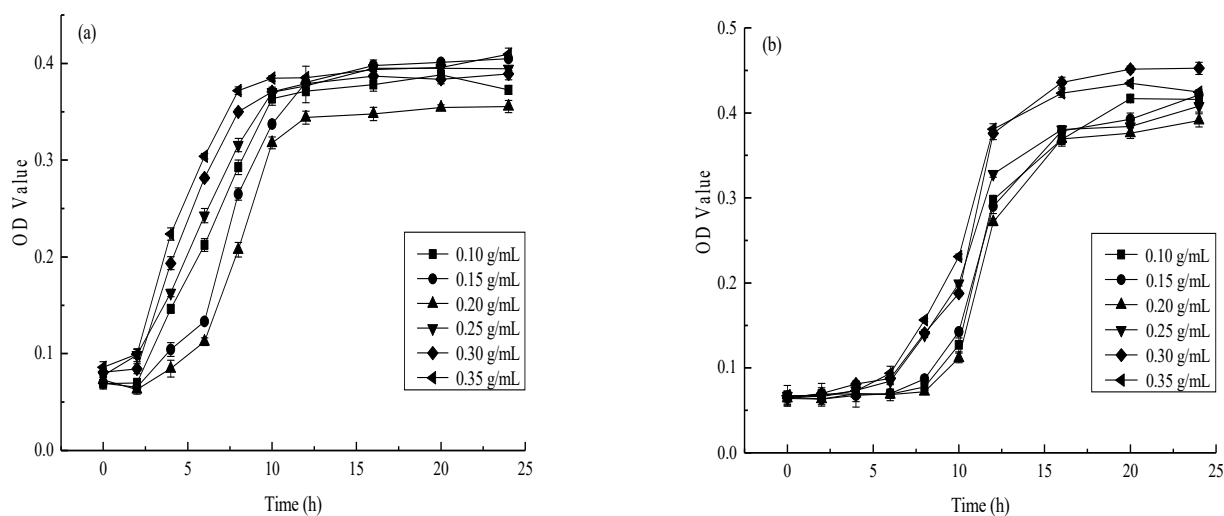 (a)
OD Value
0.4
0.3
0.2
0.1
0.0
0.10 g/mL
0.15 g/mL
0.20 g/mL
0.25 g/mL
0.30 g/mL
0.35 g/mL
0 5 10 15 20 25
Time (h)
(b)
OD Value
0.5
0.4
0.3
0.2
0.1
0.0
0.10 g/mL
0.15 g/mL
0.20 g/mL
0.25 g/mL
0.30 g/mL
0.35 g/mL
0 5 10 15 20 25
Time (h)